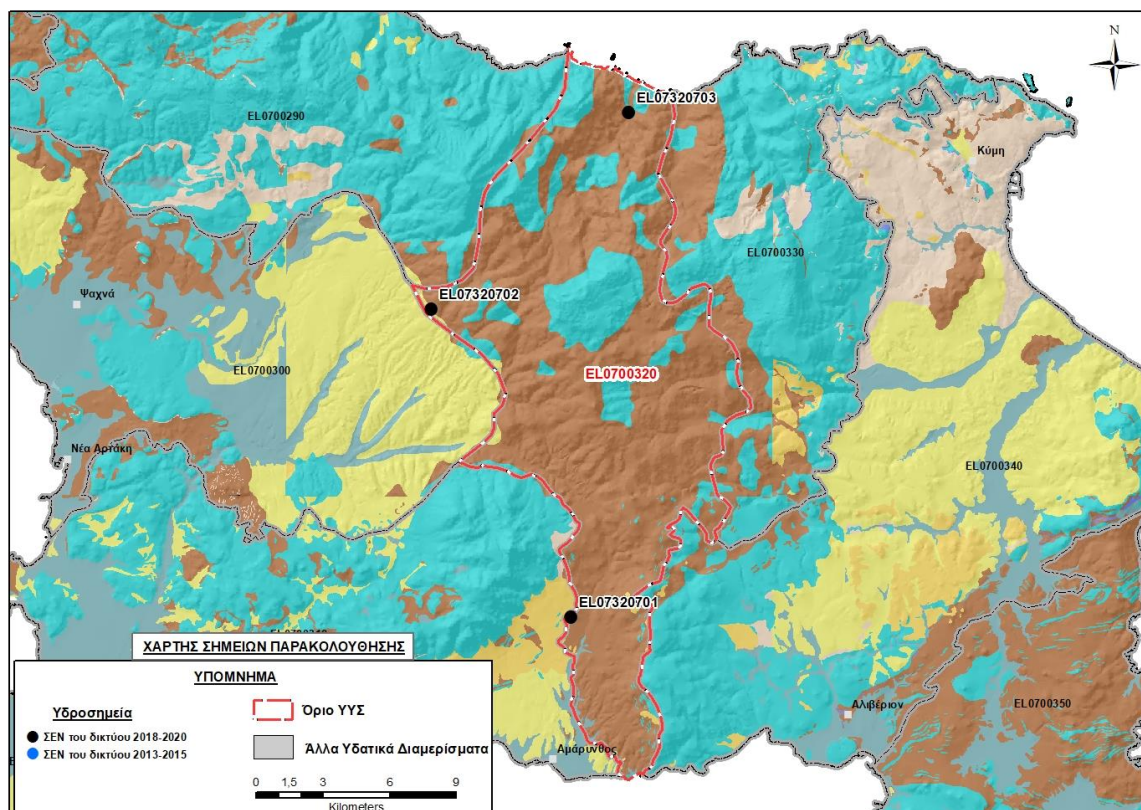 N
EL07320703
EL0700290
Κύμη
EL0700330
EL07320702
Ψαχνά
EL0700300
EL0700320
Νέα Αρτάκη
EL0700340
EL07320701
ΧΑΡΤΗΣ ΣΗΜΕΙΩΝ ΠΑΡΑΚΟΛΟΥΘΗΣΗΣ
ΥΠΟΜΝΗΜΑ
Υδροσημεία
ΣΕΝ του δικτύου 2018-2020
ΣΕΝ του δικτύου 2013-2015
Όριο ΥΥΣ
Άλλα Υδατικά Διαμερίσματα
0 1,5 3 6 9
Kilometers
Αμάρυνθος
Αλιβέριον
EL0700350